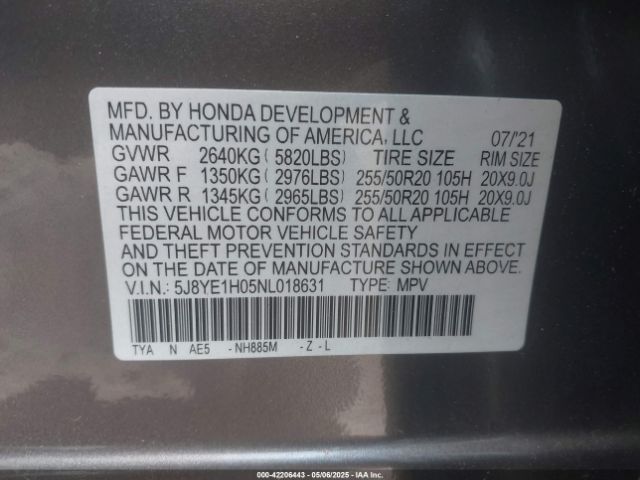 MFD. BY HONDA DEVELOPMENT &
MANUFACTURING OF AMERICA, LLC 07/'21
GVWR 2640KG ( 5820LBS) TIRE SIZE RIM SIZE
GAWR F 1350KG ( 2976LBS) 255/50R20 105H 20X9.0J
GAWR R 1345KG ( 2965LBS) 255/50R20 105H 20X9.0J
THIS VEHICLE CONFORMS TO ALL APPLICABLE
FEDERAL MOTOR VEHICLE SAFETY
AND THEFT PREVENTION STANDARDS IN EFFECT
ON THE DATE OF MANUFACTURE SHOWN ABOVE.
V.I.N.: 5J8YE1H05NL018631 TYPE: MPV
TYA N AE5 -NH885M -Z -L
000-42206443 - 05/06/2025 - IAA Inc.